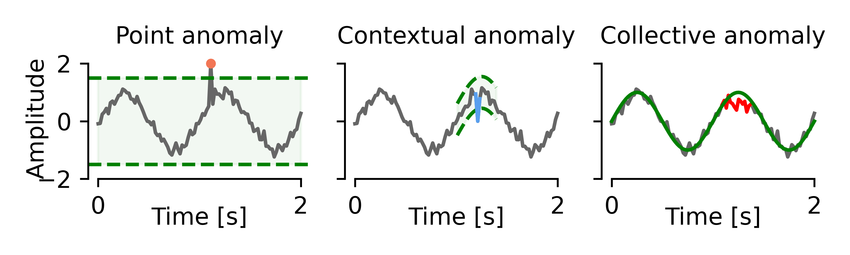 Point anomaly
Contextual anomaly
Collective anomaly
Amplitude
2
0
−2
0
2
Time [s]
0
2
Time [s]
0
2
Time [s]